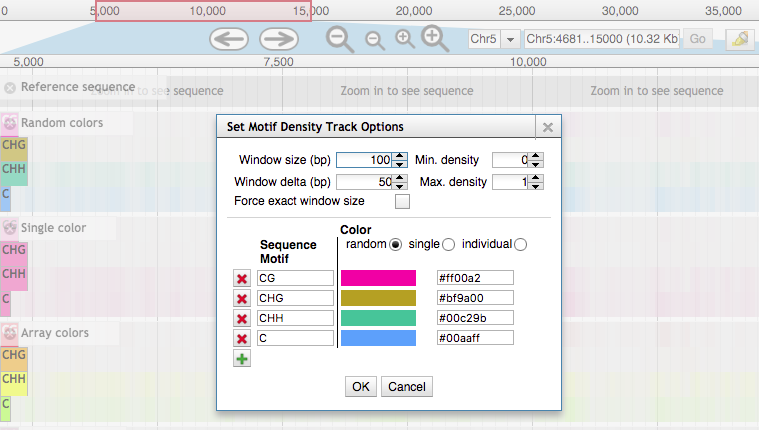 0 5,000 10,000 15,000 20,000 25,000 30,000 35,000
Chr5 Chr5:4681..15000 (10.32 Kb Go
5,000 7,500 10,000
Reference sequence Zoom in to see sequence Zoom in to see sequence Zoom in to see sequence
Random colors
CHG
CHH
C
Single color
CHG
CHH
C
Array colors
CHG
CHH
C
Set Motif Density Track Options
Window size (bp) 100 Min. density 0
Window delta (bp) 50 Max. density 1
Force exact window size
Color
Sequence Motif random single individual
CG #ff00a2
CHG #bf9a00
CHH #00c29b
C #00aaff
OK Cancel